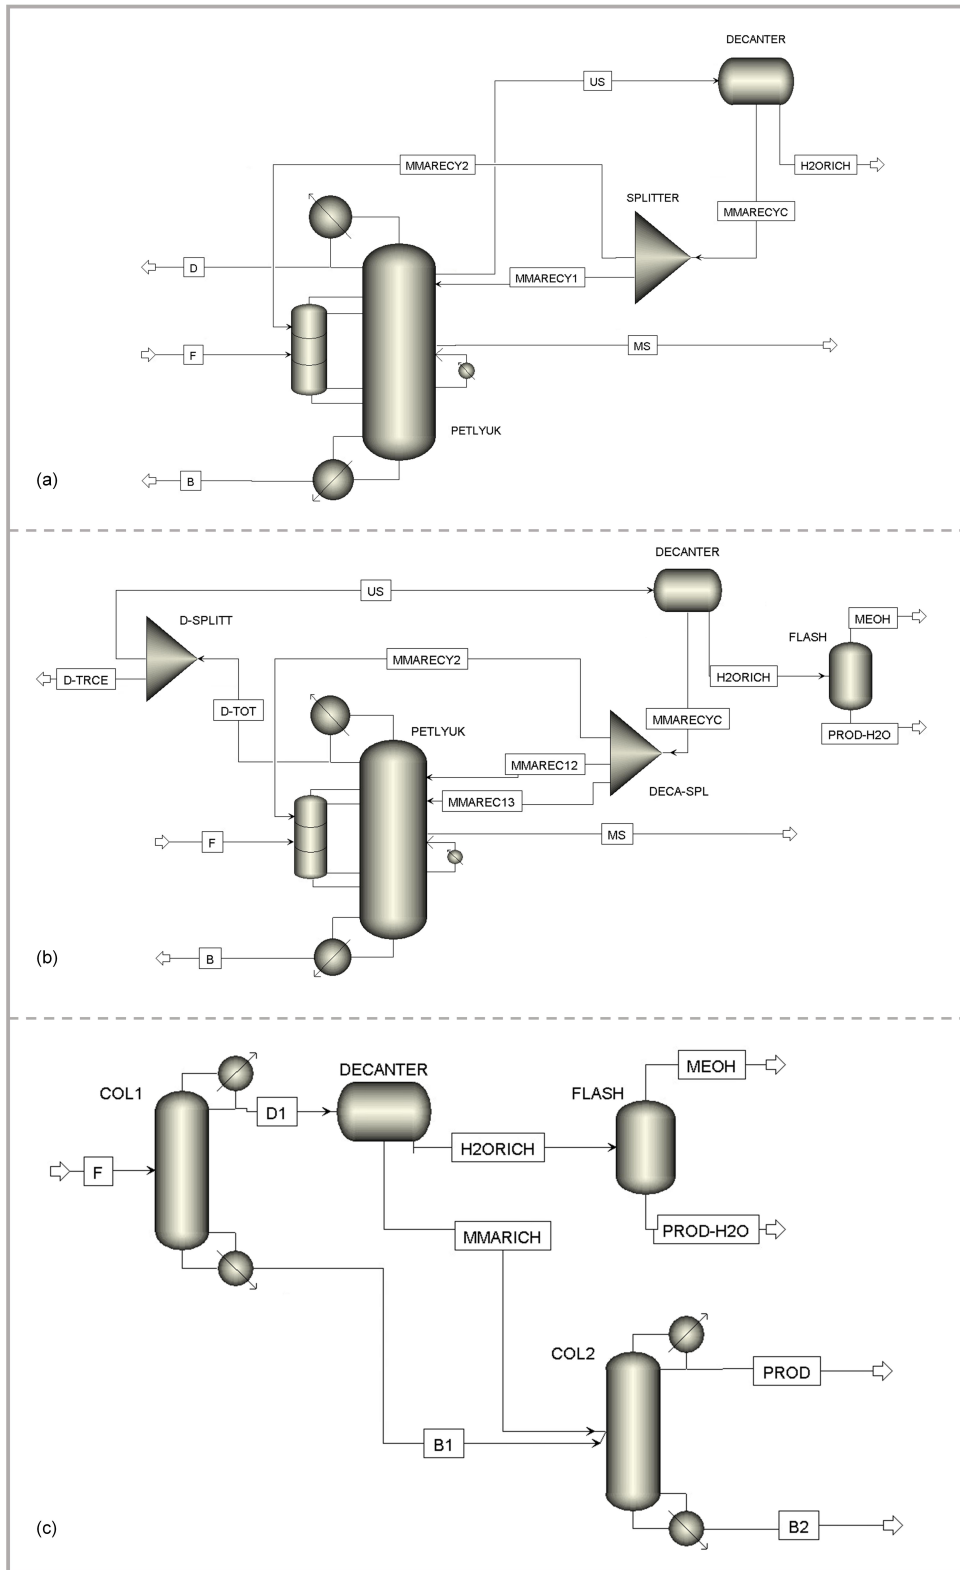 DECANTER
US
MMARECY2
H2ORICH
SPLITTER
MMARECYC
D
MMARECY1
MS
F
PETLYUK
(a)
B
DECANTER
US
D-SPLITT
MEOH
FLASH
MMARECY2
H2ORICH
D-TRCE
D-TOT
MMARECYC
PETLYUK
PROD-H2O
MMAREC12
DECA-SPL
MMAREC13
MS
F
(b)
B
DECANTER
MEOH
COL1
FLASH
D1
H2ORICH
F
PROD-H2O
MMARICH
COL2
PROD
B1
(c)
B2